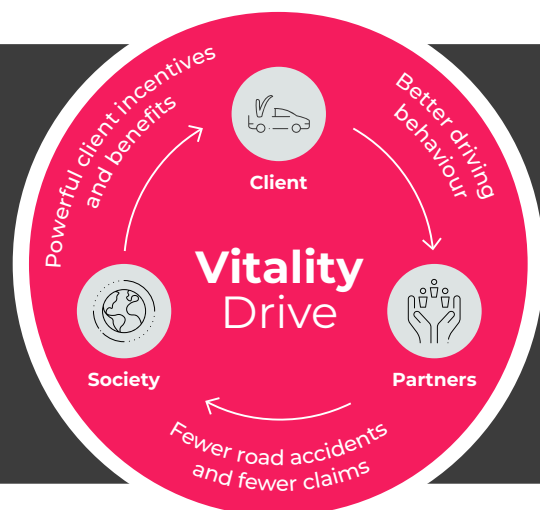 Powerful client incentives
and benefits
Better driving
behaviour
Client
Vitality
Drive
Society
Partners
Fewer road accidents
and fewer claims